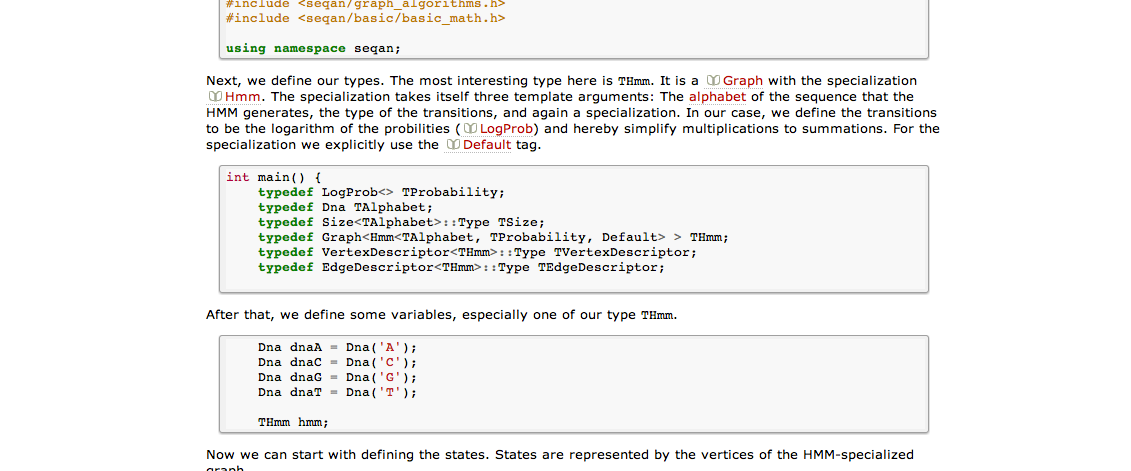 #include <seqan/graph_algorithms.h>
#include <seqan/basic/basic_math.h>
using namespace seqan;
Next, we define our types. The most interesting type here is THmm. It is a Graph with the specialization
Hmm. The specialization takes itself three template arguments: The alphabet of the sequence that the
HMM generates, the type of the transitions, and again a specialization. In our case, we define the transitions
to be the logarithm of the probilities (LogProb) and hereby simplify multiplications to summations. For the
specialization we explicitly use the Default tag.
int main() {
    typedef LogProb<> TProbability;
    typedef Dna TAlphabet;
    typedef Size<TAlphabet>::Type TSize;
    typedef Graph<Hmm<TAlphabet, TProbability, Default> > THmm;
    typedef VertexDescriptor<THmm>::Type TVertexDescriptor;
    typedef EdgeDescriptor<THmm>::Type TEdgeDescriptor;
After that, we define some variables, especially one of our type THmm.
    Dna dnaA = Dna('A');
    Dna dnaC = Dna('C');
    Dna dnaG = Dna('G');
    Dna dnaT = Dna('T');
    THmm hmm;
Now we can start with defining the states. States are represented by the vertices of the HMM-specialized
graph.